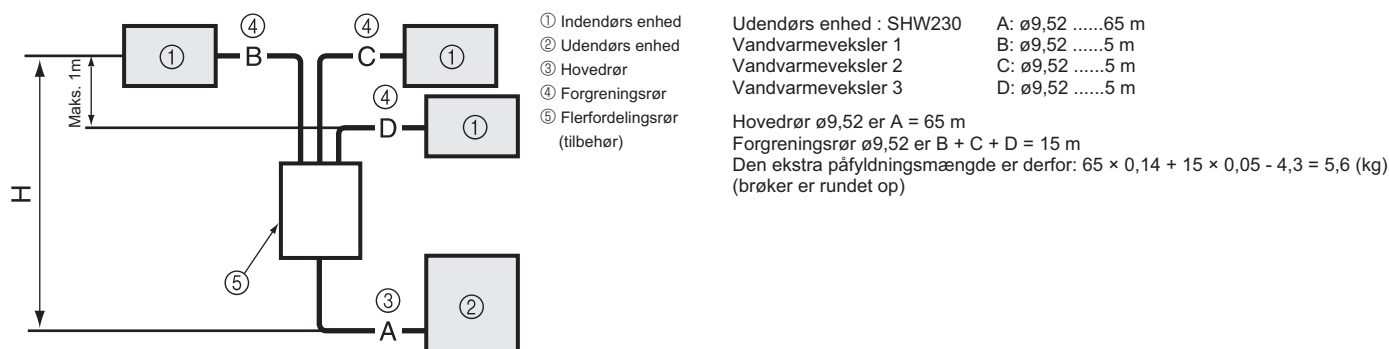 ④
B
④
C
①
①
④
D
①
Maks. 1m
H
⑤
③
A
②
① Indendørs enhed
② Udendørs enhed
③ Hovedrør
④ Forgreningsrør
⑤ Flerfordelingsrør
(tilbehør)
Udendørs enhed : SHW230 A: ø9,52 ......65 m
Vandvarmeveksler 1 B: ø9,52 ......5 m
Vandvarmeveksler 2 C: ø9,52 ......5 m
Vandvarmeveksler 3 D: ø9,52 ......5 m
Hovedrør ø9,52 er A = 65 m
Forgreningsrør ø9,52 er B + C + D = 15 m
Den ekstra påfyldningsmængde er derfor: 65 × 0,14 + 15 × 0,05 - 4,3 = 5,6 (kg)
(brøker er rundet op)